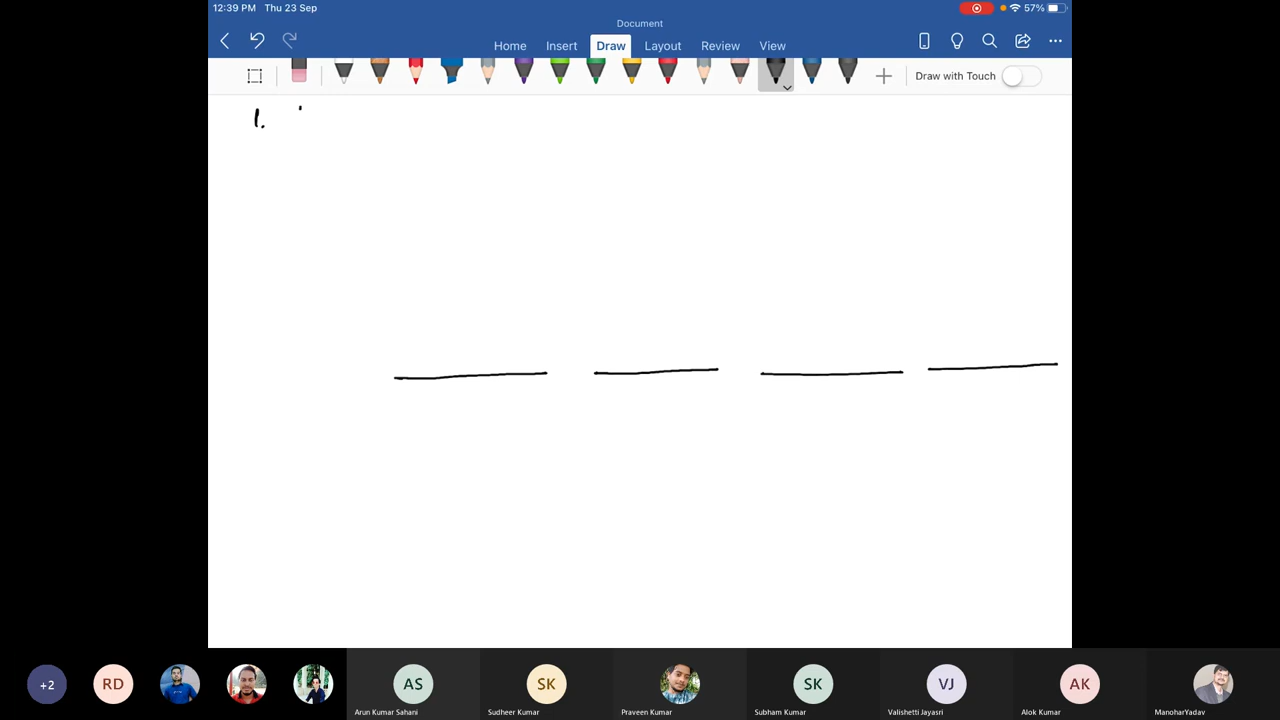 12:39 PM Thu 23 Sep 57%
Document
Home Insert Draw Layout Review View
Draw with Touch
1.
+2 RD AS SK SK VJ AK
Arun Kumar Sahani Sudheer Kumar Praveen Kumar Subham Kumar Valishetti Jayasri Alok Kumar ManoharYadav